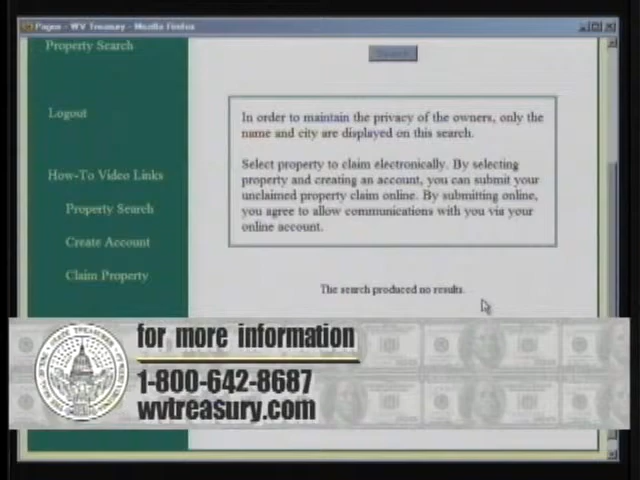 Pages - WV Treasury - Mozilla Firefox
Property Search
Search
Logout
In order to maintain the privacy of the owners, only the
name and city are displayed on this search.
How-To Video Links
Select property to claim electronically. By selecting
property and creating an account, you can submit your
unclaimed property claim online. By submitting online,
you agree to allow communications with you via your
online account.
Property Search
Create Account
Claim Property
The search produced no results.
for more information
1-800-642-8687
wvtreasury.com